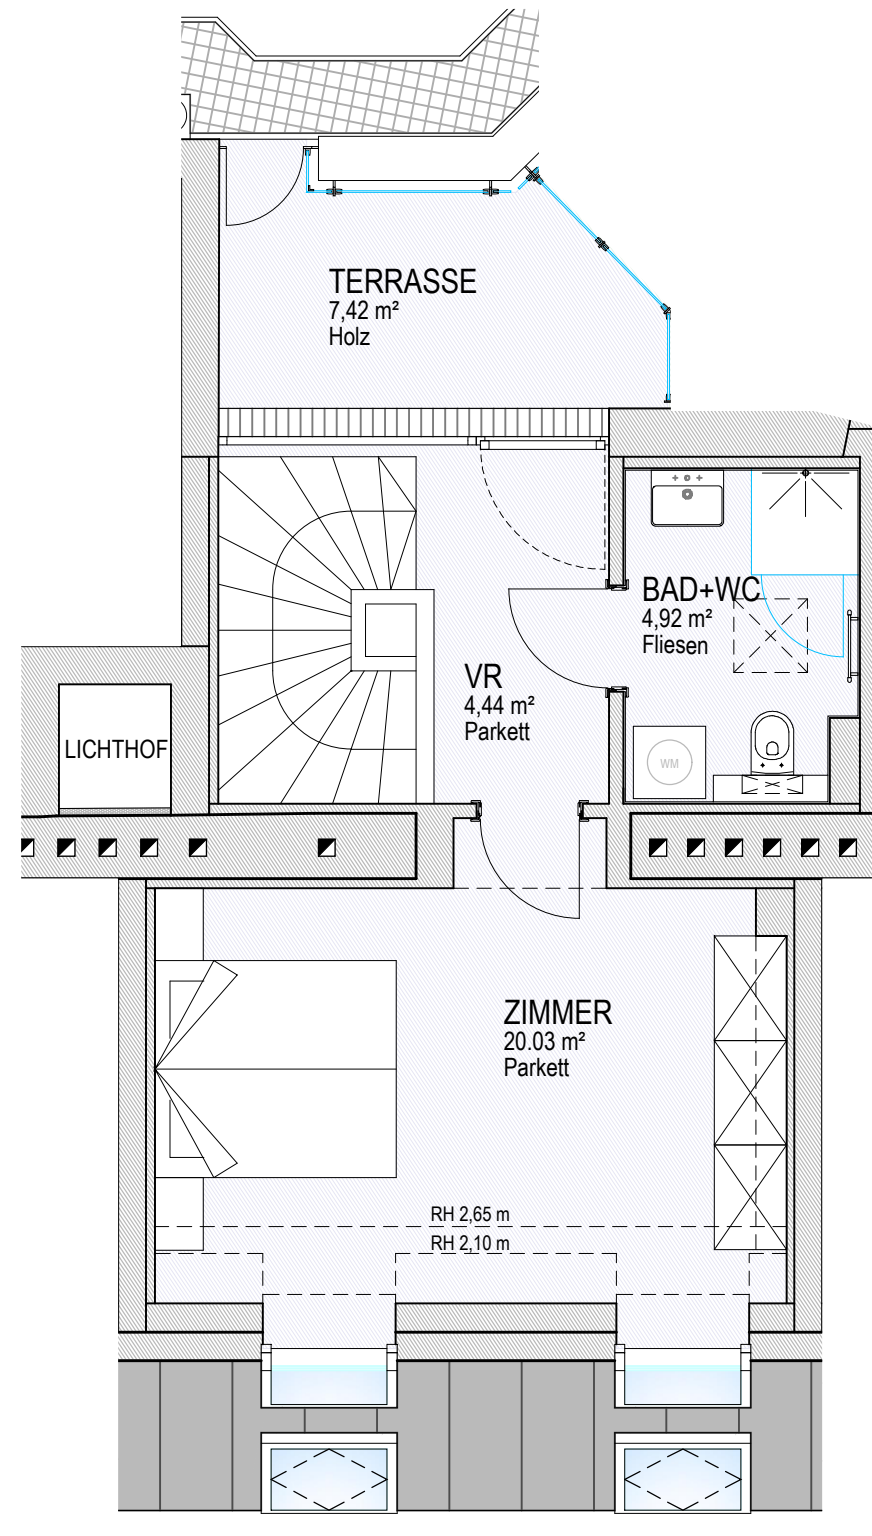 TERRASSE
7,42 m²
Holz
BAD+WC
4,92 m²
Fliesen
VR
4,44 m²
Parkett
LICHTHOF
WM
ZIMMER
20.03 m²
Parkett
RH 2,65 m
RH 2,10 m